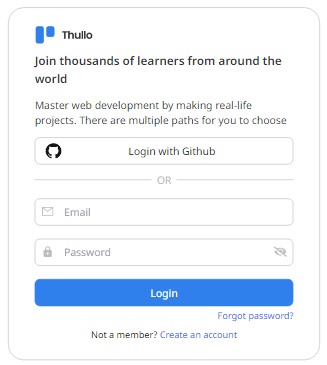 Thullo
Join thousands of learners from around the
world
Master web development by making real-life
projects. There are multiple paths for you to choose
Login with Github
OR
Email
Password
Login
Forgot password?
Not a member? Create an account